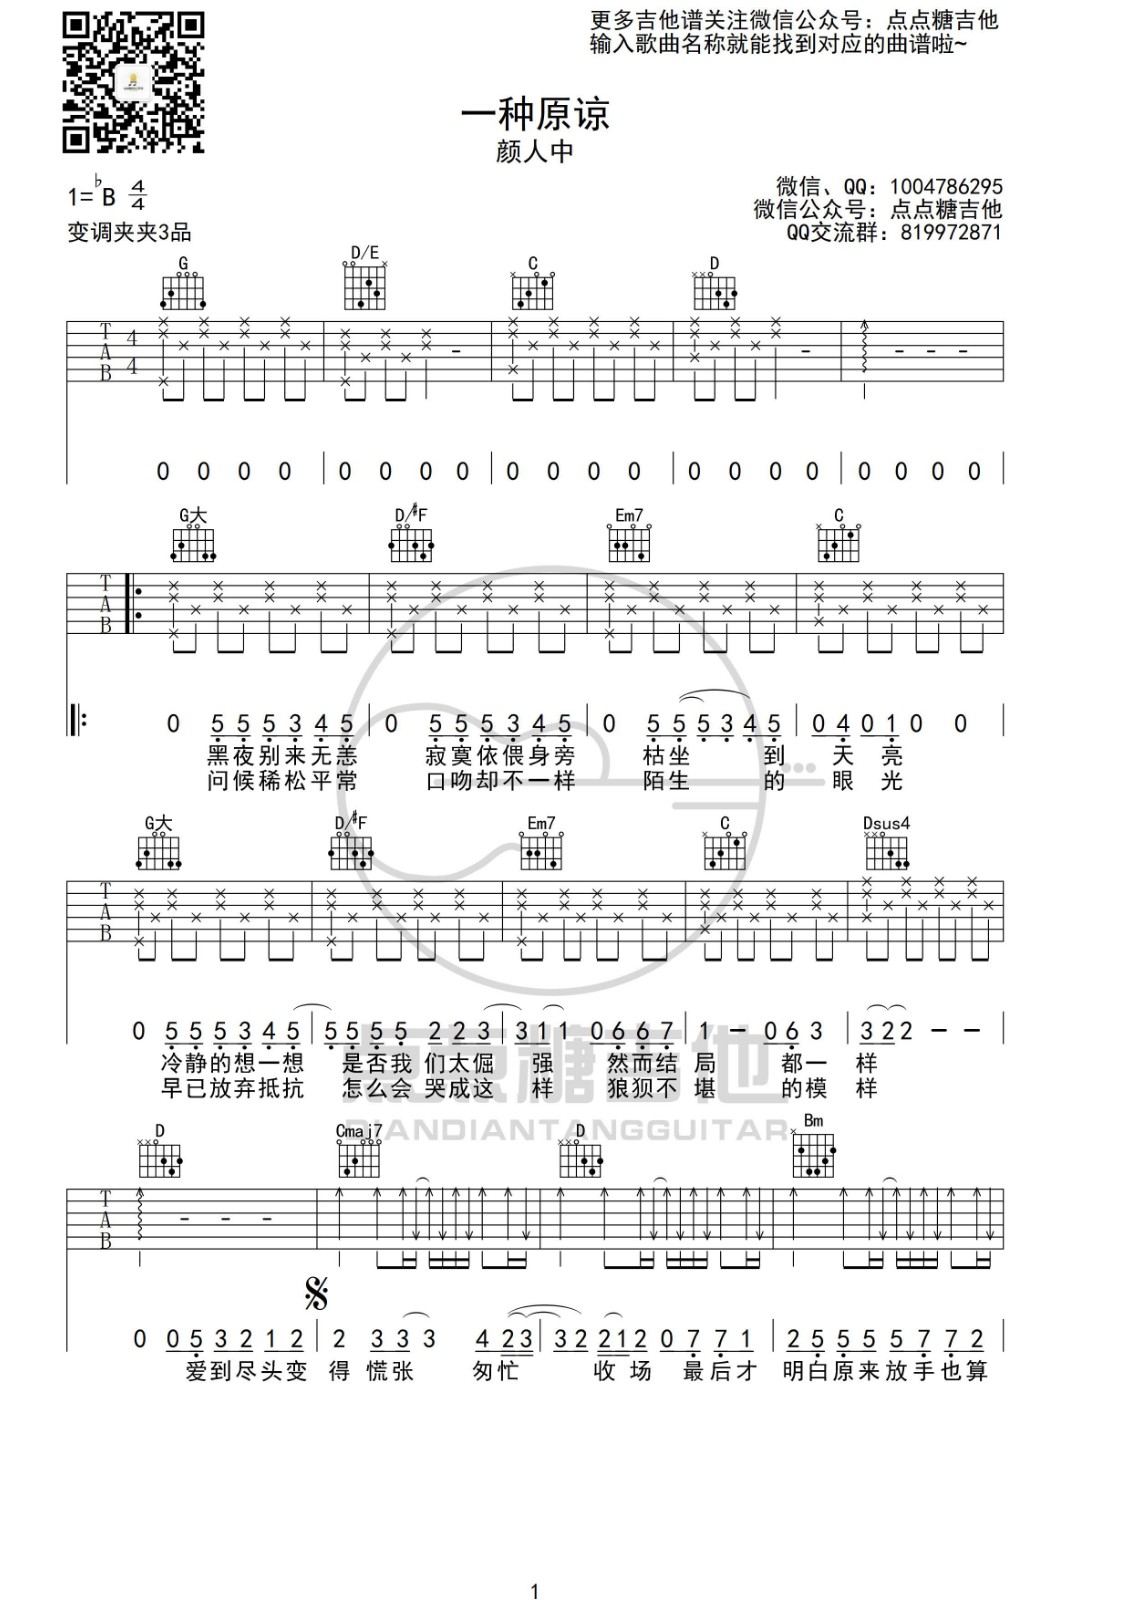 更多吉他谱关注微信公众号：点点糖吉他
输入歌曲名称就能找到对应的曲谱啦~
一种原谅
颜人中
1=♭B 4/4
变调夹夹3品
微信、QQ：1004786295
微信公众号：点点糖吉他
QQ交流群：819972871
G D/E C D
T A B 4 4
0 0 0 0 | 0 0 0 0 | 0 0 0 0 | 0 0 0 0 | 0 0 0 0
G大 D/#F Em7 C
T A B
0 5 5 5 3 4 5 | 0 5 5 5 3 4 5 | 0 5 5 5 3 4 5 | 0 4 0 1 0 0
黑夜别来无恙 寂寞依偎身旁 枯坐 到 天 亮
问候稀松平常 口吻却不一样 陌生 的 眼 光
G大 D/#F Em7 C Dsus4
T A B
0 5 5 5 3 4 5 | 5 5 5 5 2 2 3 | 3 1 1 0 6 6 7 | 1 - 0 6 3 | 3 2 2 - -
冷静的想一想 是否我 们太倔 强 然而结 局 都一 样
早已放弃抵抗 怎么会 哭成这 样 狼狈不 堪 的模 样
点点糖吉他
DIANDIANTANGGUITAR
D Cmaj7 D Bm
T A B
0 0 5 3 2 1 2 | 2 3 3 3 4 2 3 | 3 2 2 1 2 0 7 7 1 | 2 5 5 5 5 7 7 2
爱到尽头变 得 慌张 匆忙 收 场 最后才 明白原来放手也算
1